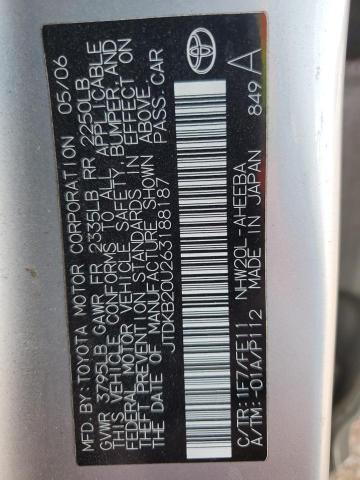 MFD.BY:TOYOTA MOTOR CORPORATION 05/06
GVWR 3795LB GAWR FR 2335LB RR 2250LB
THIS VEHICLE CONFORMS TO ALL APPLICABLE
FEDERAL MOTOR VEHICLE SAFETY, BUMPER, AND
THEFT PREVENTION STANDARDS IN EFFECT ON
THE DATE OF MANUFACTURE SHOWN ABOVE.
JTDKB20U263188187 PASS.CAR
C/TR: 1F7/FE11 NHW20L-AHEEBA
A/TM: -01A/P112 MADE IN JAPAN 849 A
TOYOTA